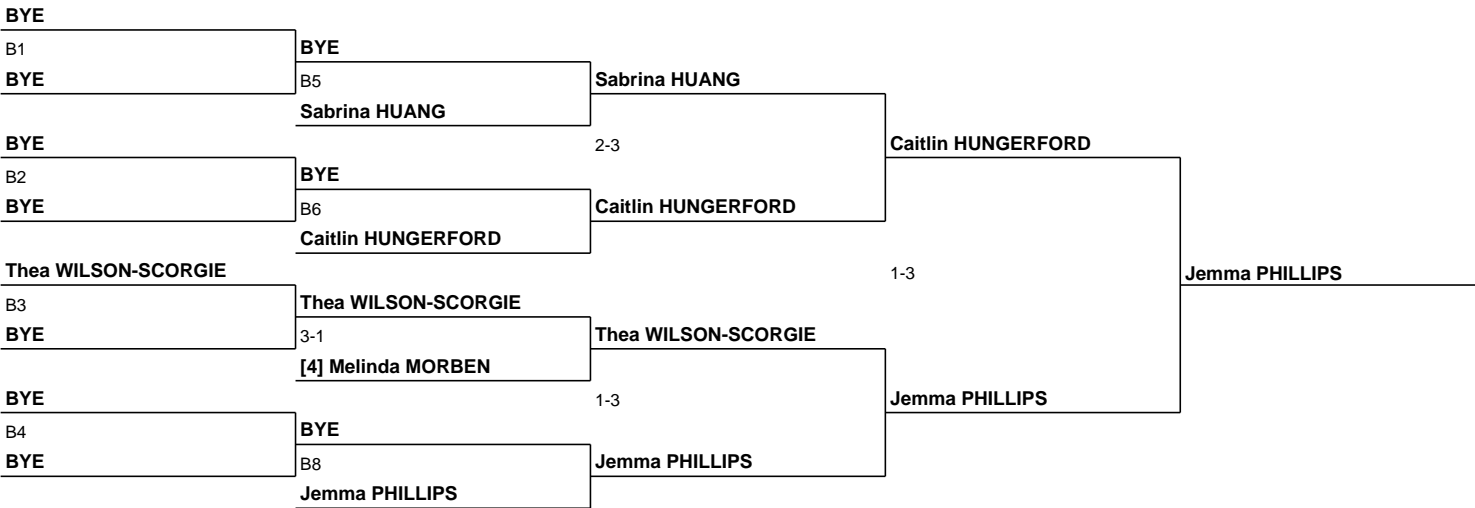 BYE
B1
BYE
BYE
B5
Sabrina HUANG
Sabrina HUANG
2-3
Caitlin HUNGERFORD
BYE
B2
BYE
BYE
B6
Caitlin HUNGERFORD
Caitlin HUNGERFORD
Thea WILSON-SCORGIE
B3
BYE
Thea WILSON-SCORGIE
3-1
[4] Melinda MORBEN
Thea WILSON-SCORGIE
1-3
Jemma PHILLIPS
1-3
Jemma PHILLIPS
BYE
B4
BYE
BYE
B8
Jemma PHILLIPS
Jemma PHILLIPS